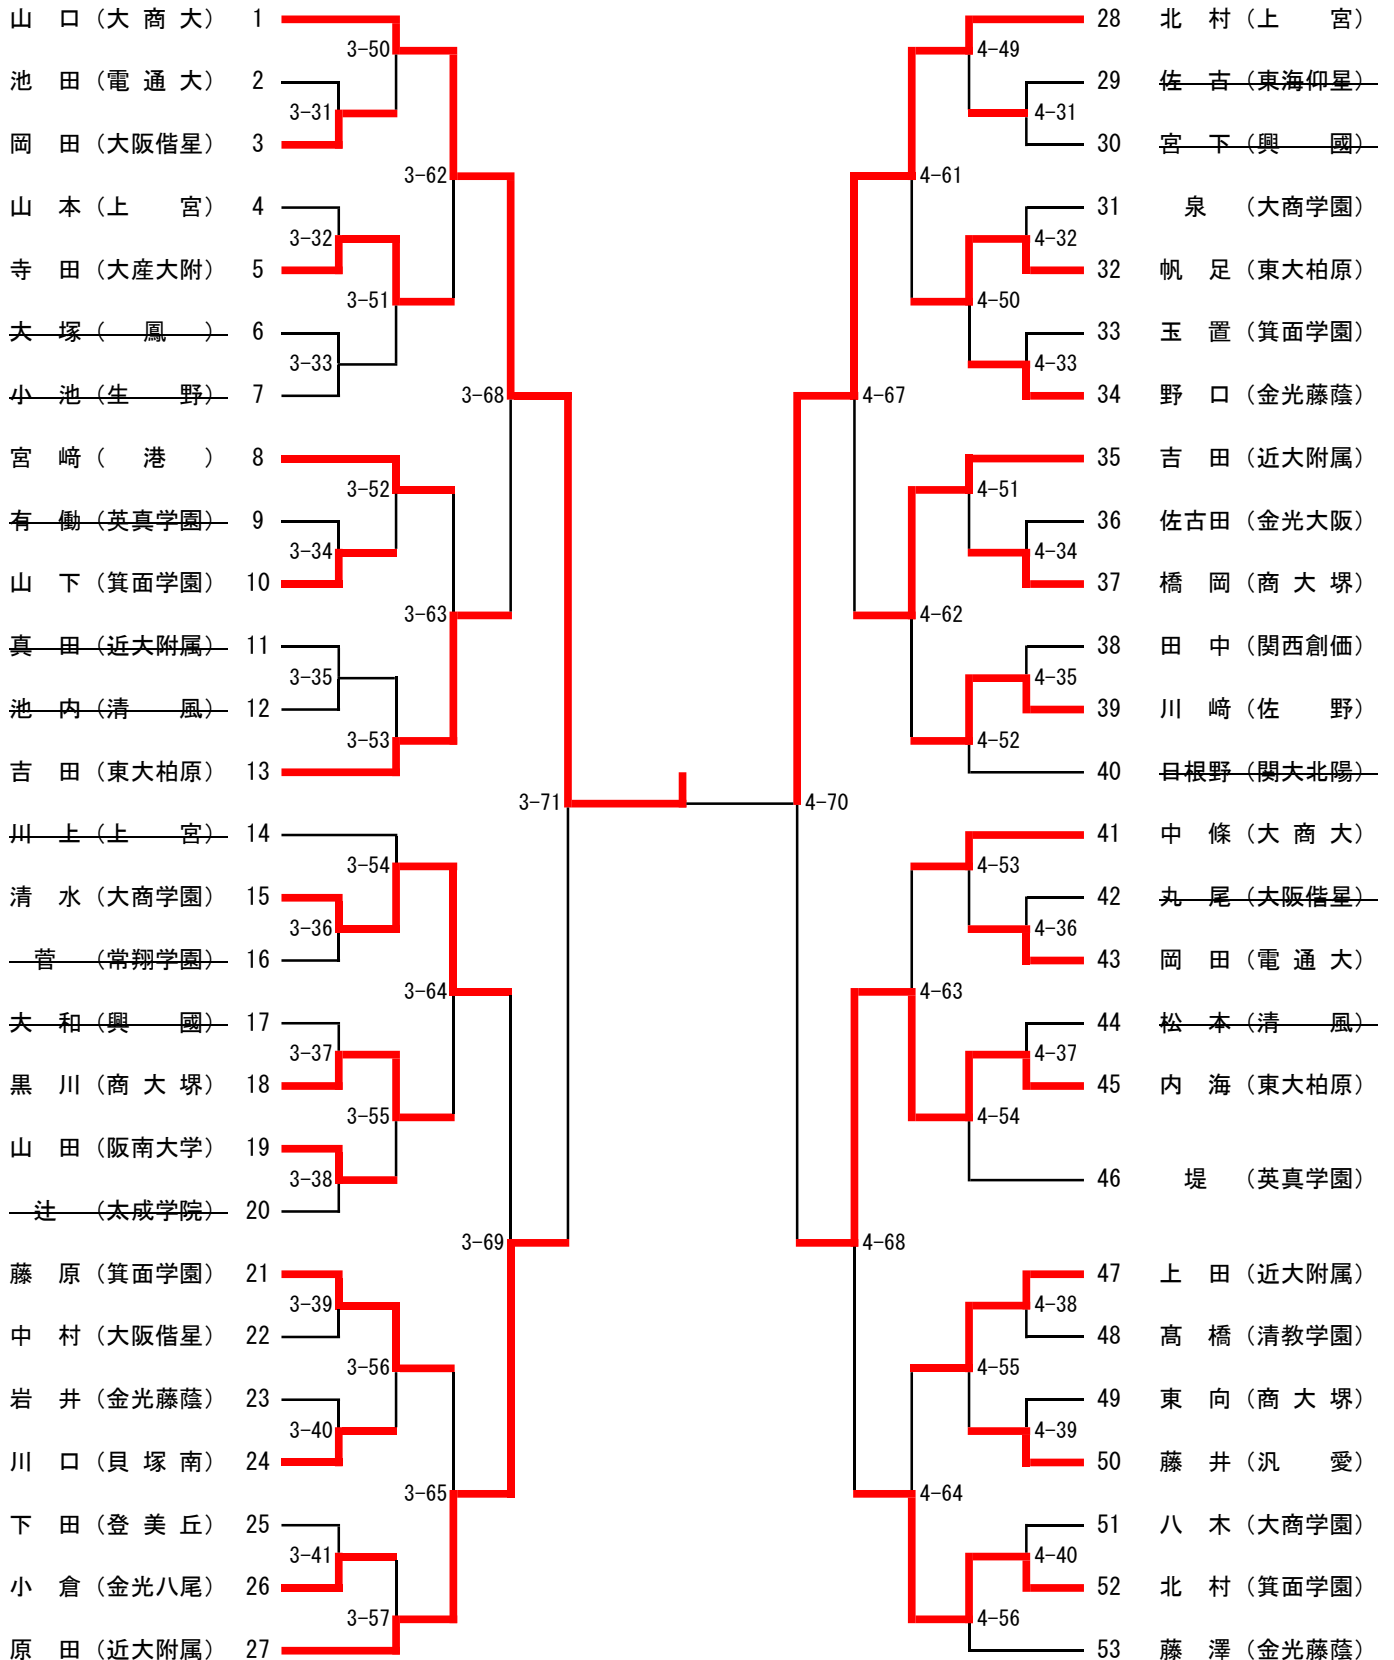 山 口 (大 商 大) 1
池 田 (電 通 大) 2
岡 田 (大阪偕星) 3
山 本 (上 宮) 4
寺 田 (大産大附) 5
大 塚 ( 鳳 ) 6
小 池 (生 野) 7
宮 﨑 ( 港 ) 8
有 働 (英真学園) 9
山 下 (箕面学園) 10
真 田 (近大附属) 11
池 内 (清 風) 12
吉 田 (東大柏原) 13
川 上 (上 宮) 14
清 水 (大商学園) 15
菅 (常翔学園) 16
大 和 (興 國) 17
黒 川 (商 大 堺) 18
山 田 (阪南大学) 19
辻 (太成学院) 20
藤 原 (箕面学園) 21
中 村 (大阪偕星) 22
岩 井 (金光藤蔭) 23
川 口 (貝 塚 南) 24
下 田 (登 美 丘) 25
小 倉 (金光八尾) 26
原 田 (近大附属) 27
3-31
3-32
3-33
3-34
3-35
3-36
3-37
3-38
3-39
3-40
3-41
3-50
3-51
3-52
3-53
3-54
3-55
3-56
3-57
3-62
3-63
3-64
3-65
3-68
3-69
3-71
4-70
4-67
4-68
4-61
4-62
4-63
4-64
4-49
4-50
4-51
4-52
4-53
4-54
4-55
4-56
4-31
4-32
4-33
4-34
4-35
4-36
4-37
4-38
4-39
4-40
28 北 村 (上 宮)
29 佐 古 (東海仰星)
30 宮 下 (興 國)
31 泉 (大商学園)
32 帆 足 (東大柏原)
33 玉 置 (箕面学園)
34 野 口 (金光藤蔭)
35 吉 田 (近大附属)
36 佐古田 (金光大阪)
37 橋 岡 (商 大 堺)
38 田 中 (関西創価)
39 川 﨑 (佐 野)
40 日根野 (関大北陽)
41 中 條 (大 商 大)
42 丸 尾 (大阪偕星)
43 岡 田 (電 通 大)
44 松 本 (清 風)
45 内 海 (東大柏原)
46 堤 (英真学園)
47 上 田 (近大附属)
48 髙 橋 (清教学園)
49 東 向 (商 大 堺)
50 藤 井 (汎 愛)
51 八 木 (大商学園)
52 北 村 (箕面学園)
53 藤 澤 (金光藤蔭)